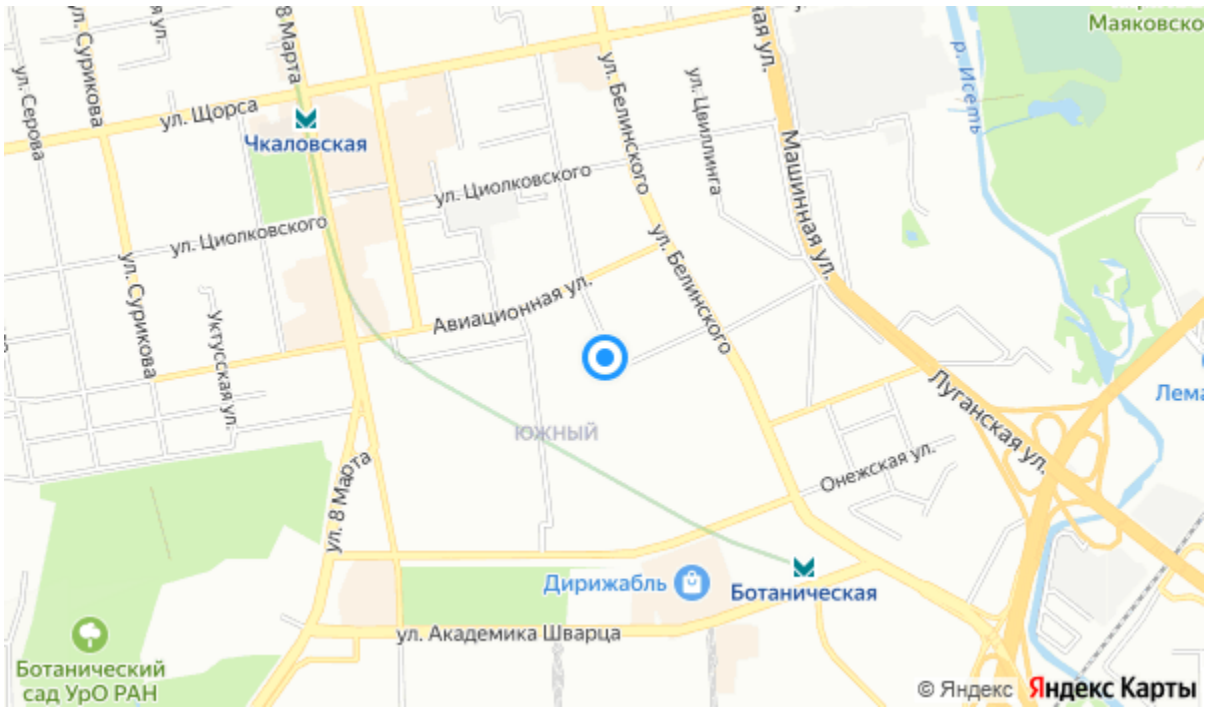 Маяковско
8 Марта
я ул.
ул. Сурикова
ная ул.
ул. Белинского
р. Исеть
ул. Серова
ул. Щорса
Чкаловская
ул. Цвиллинга
Машинная ул.
ул. Циолковского
ул. Циолковского
ул. Сурикова
ул. Белинского
Авиационная ул.
Уктусская ул.
Луганская ул.
Лема
ЮЖНЫЙ
Онежская ул.
ул. 8 Марта
Дирижабль
Ботаническая
ул. Академика Шварца
Ботанический
сад УрО РАН
© Яндекс Яндекс Карты